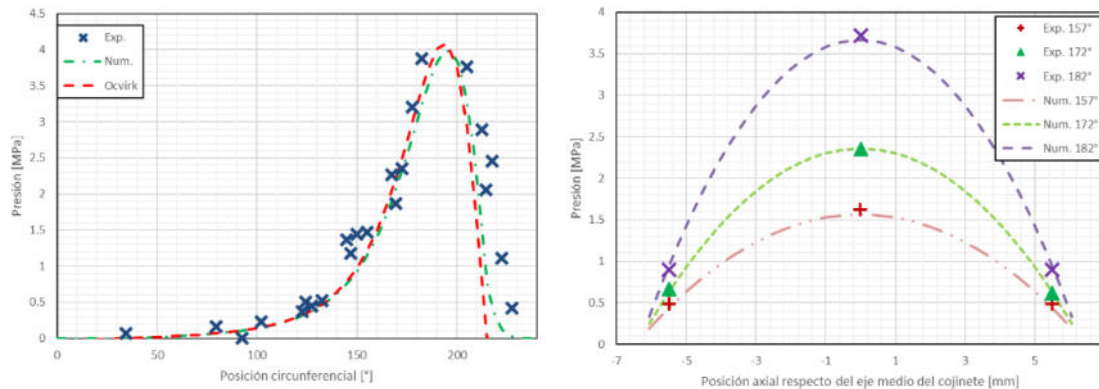 4.5
4
3.5
3
2.5
2
1.5
1
0.5
0
Presión [MPa]
Exp.
Num.
Ocvirk
0 50 100 150 200
Posición circunferencial [°]
4
3.5
3
2.5
2
1.5
1
0.5
0
Presión [MPa]
Exp. 157°
Exp. 172°
Exp. 182°
Num. 157°
Num. 172°
Num. 182°
-7 -5 -3 -1 1 3 5
Posición axial respecto del eje medio del cojinete [mm]